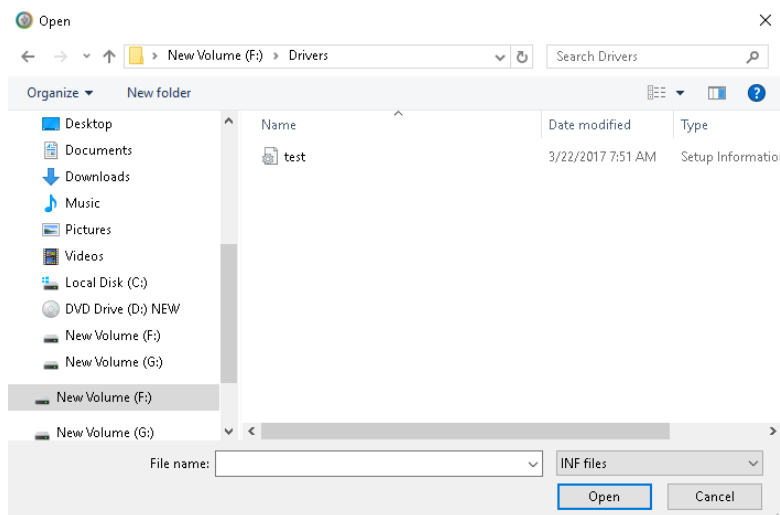 Open
New Volume (F:) > Drivers
Search Drivers
Organize
New folder
Name
Date modified
Type
test
3/22/2017 7:51 AM
Setup Informatio
Desktop
Documents
Downloads
Music
Pictures
Videos
Local Disk (C:)
DVD Drive (D:) NEW
New Volume (F:)
New Volume (G:)
New Volume (F:)
New Volume (G:)
File name:
INF files
Open
Cancel